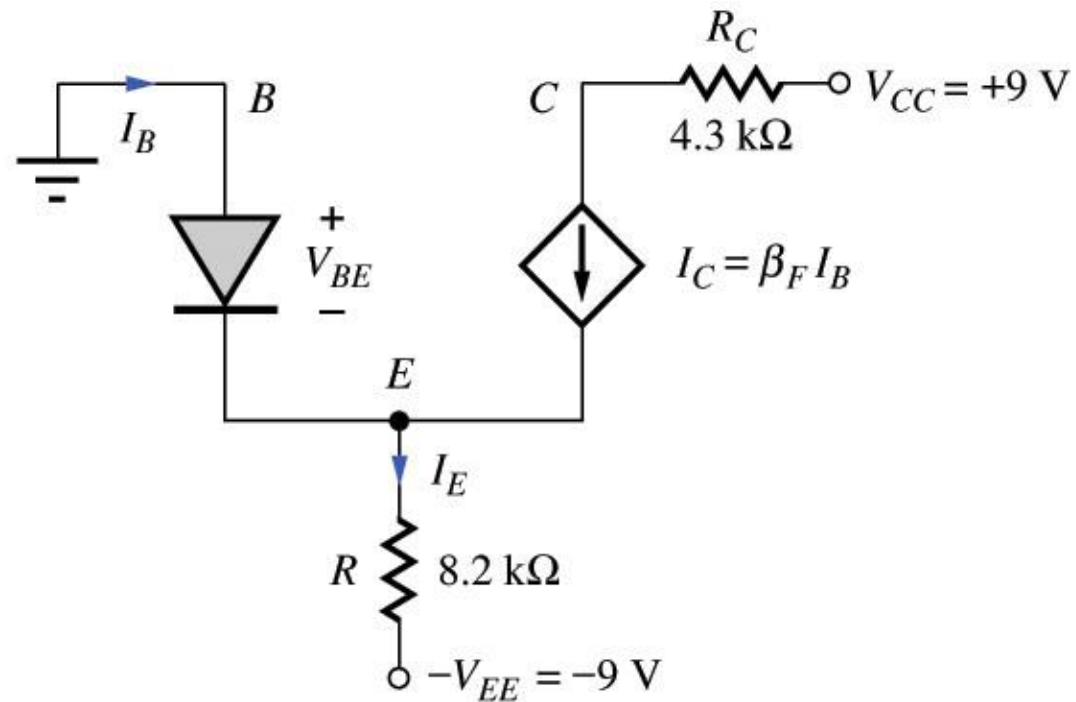 R_C
B
C
V_CC = +9 V
I_B
4.3 kΩ
+
V_BE
−
I_C = β_F I_B
E
I_E
R
8.2 kΩ
−V_EE = −9 V